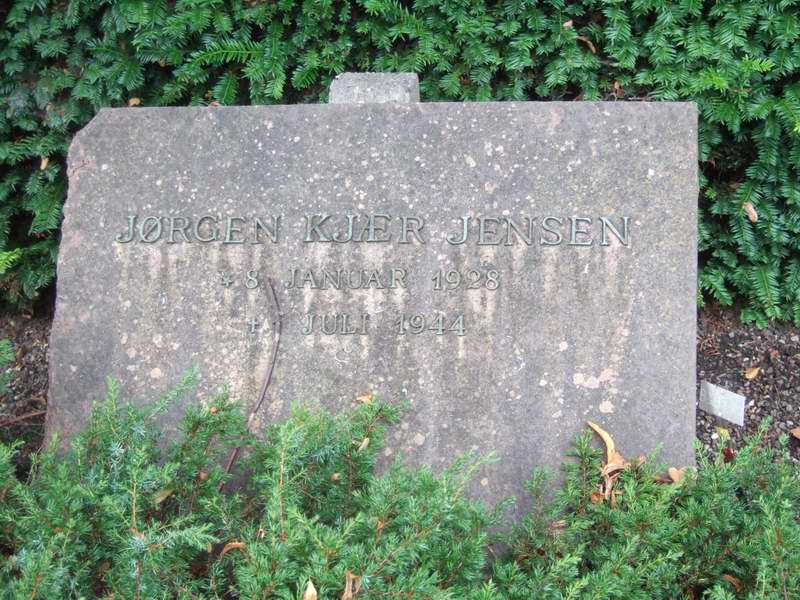 JØRGEN KJÆR JENSEN
* 8 JANUAR 1928
† JULI 1944